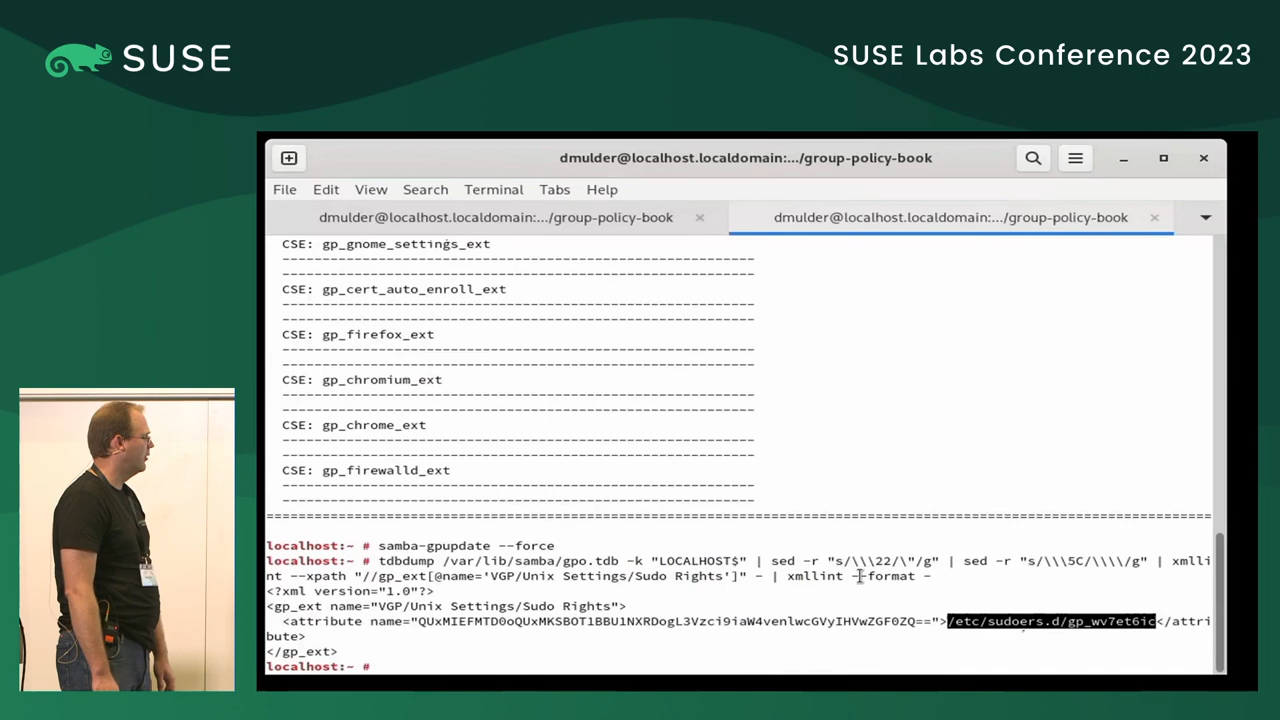 SUSE
SUSE Labs Conference 2023
dmulder@localhost.localdomain:.../group-policy-book
File Edit View Search Terminal Tabs Help
dmulder@localhost.localdomain:.../group-policy-book
dmulder@localhost.localdomain:.../group-policy-book
CSE: gp_gnome_settings_ext
-----------------------------------------------------------
-----------------------------------------------------------
CSE: gp_cert_auto_enroll_ext
-----------------------------------------------------------
-----------------------------------------------------------
CSE: gp_firefox_ext
-----------------------------------------------------------
-----------------------------------------------------------
CSE: gp_chromium_ext
-----------------------------------------------------------
-----------------------------------------------------------
CSE: gp_chrome_ext
-----------------------------------------------------------
-----------------------------------------------------------
CSE: gp_firewalld_ext
-----------------------------------------------------------
-----------------------------------------------------------
======================================================================================================================
localhost:~ # samba-gpupdate --force
localhost:~ # tdbdump /var/lib/samba/gpo.tdb -k "LOCALHOST$" | sed -r "s/\\\22/\"/g" | sed -r "s/\\\5C/\\\\/g" | xmlli
nt --xpath "//gp_ext[@name='VGP/Unix Settings/Sudo Rights']" - | xmllint --format -
<?xml version="1.0"?>
<gp_ext name="VGP/Unix Settings/Sudo Rights">
<attribute name="QUxMIEFMTD0oQUxMKSBOT1BBU1NXRDogL3Vzci9iaW4venlwcGVyIHVwZGF0ZQ==">/etc/sudoers.d/gp_wv7et6ic</attri
bute>
</gp_ext>
localhost:~ #